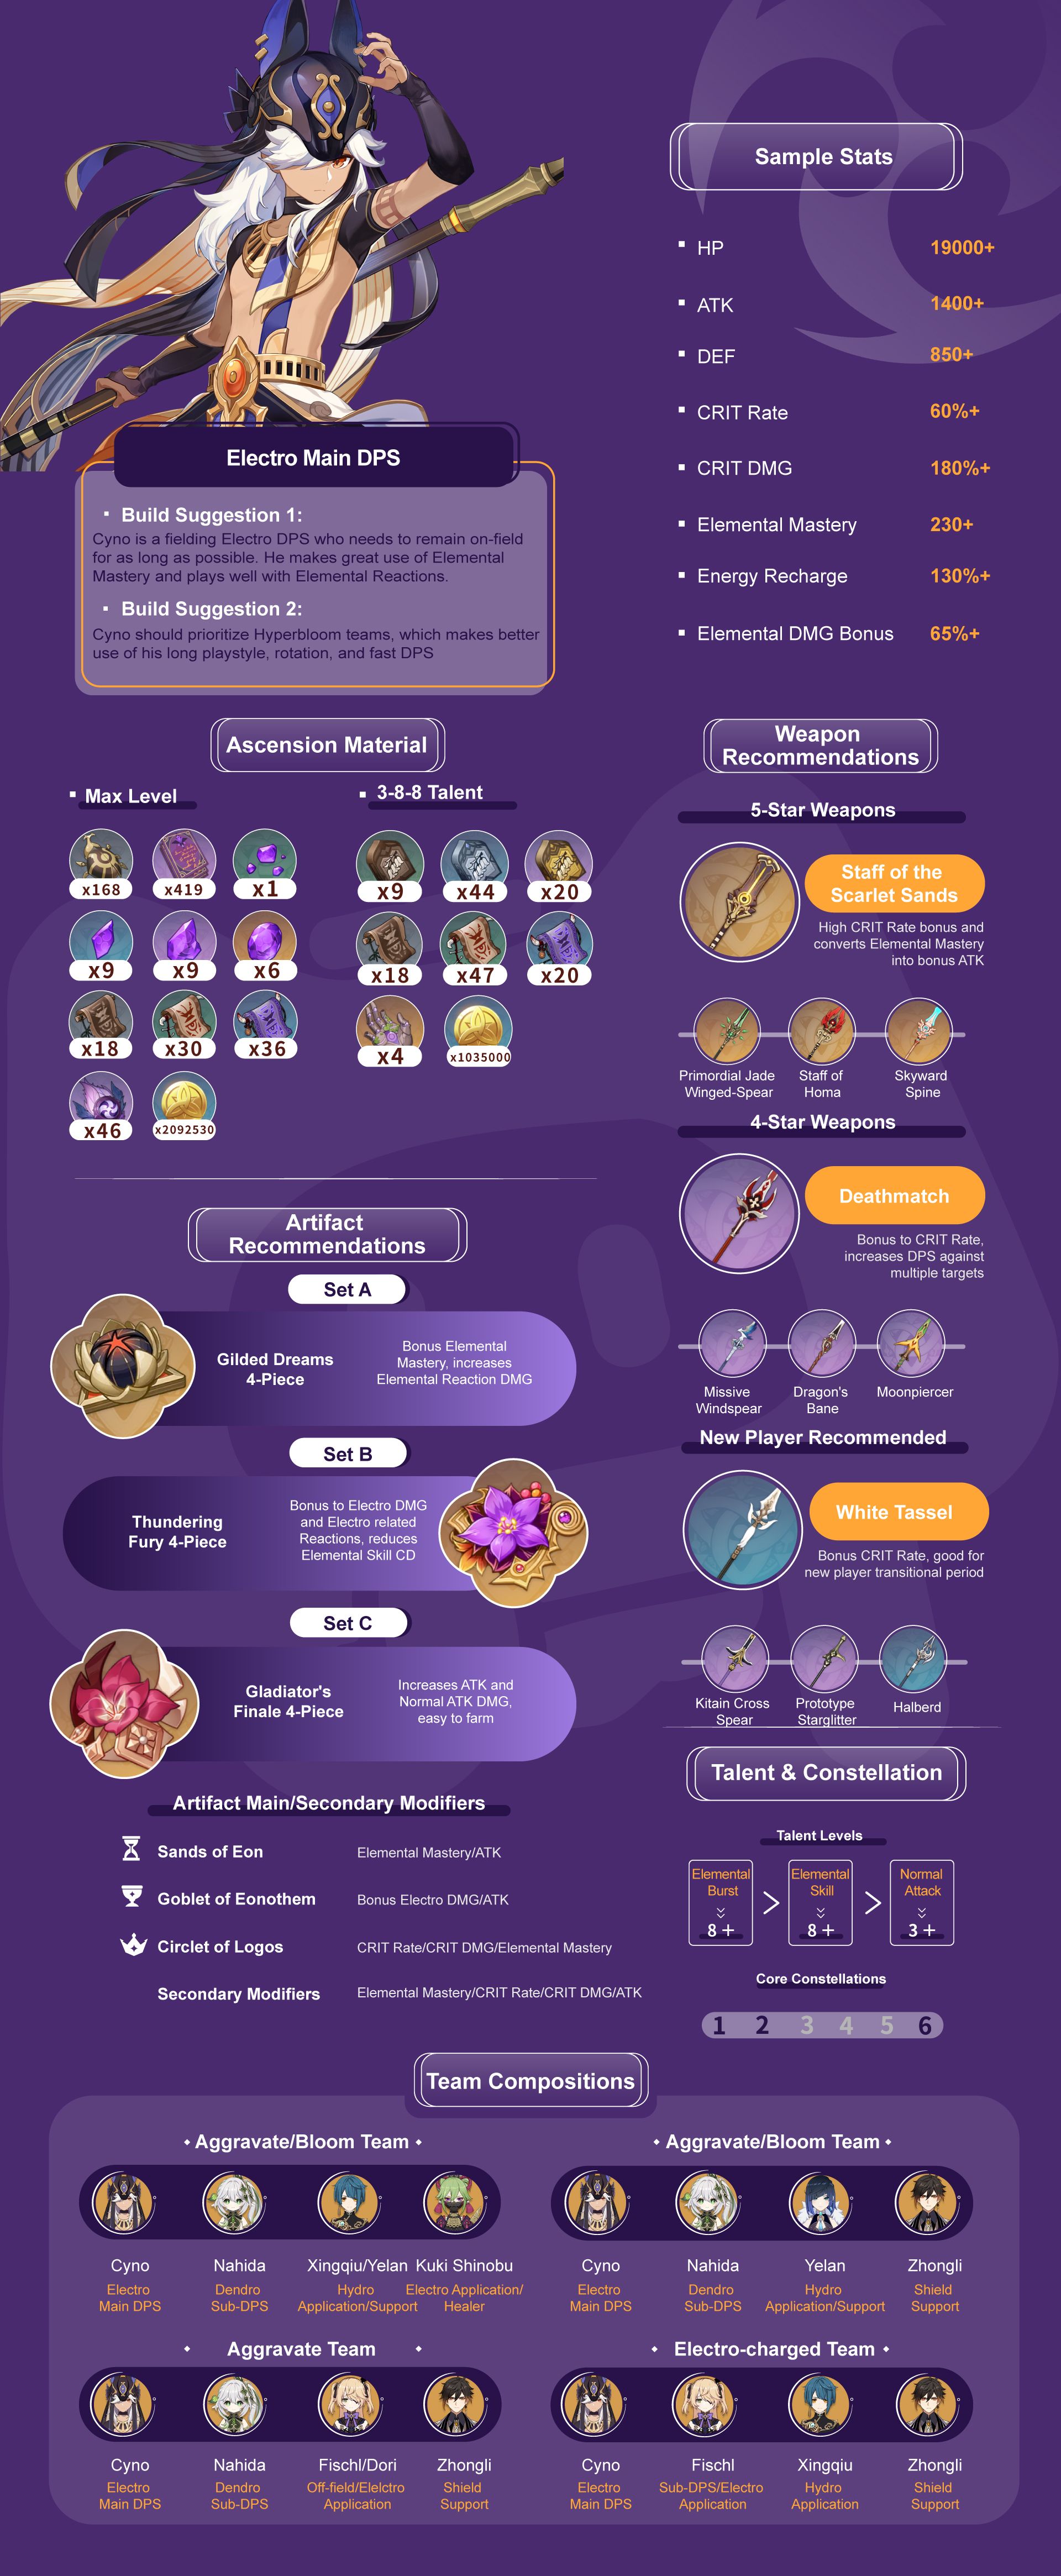 Sample Stats
HP 19000+
ATK 1400+
DEF 850+
CRIT Rate 60%+
CRIT DMG 180%+
Elemental Mastery 230+
Energy Recharge 130%+
Elemental DMG Bonus 65%+
Electro Main DPS
Build Suggestion 1:
Cyno is a fielding Electro DPS who needs to remain on-field
for as long as possible. He makes great use of Elemental
Mastery and plays well with Elemental Reactions.
Build Suggestion 2:
Cyno should prioritize Hyperbloom teams, which makes better
use of his long playstyle, rotation, and fast DPS
Ascension Material
Max Level
x168 x419 x1
x9 x9 x6
x18 x30 x36
x46 x2092530
3-8-8 Talent
x9 x44 x20
x18 x47 x20
x4 x1035000
Artifact
Recommendations
Set A
Gilded Dreams
4-Piece
Bonus Elemental
Mastery, increases
Elemental Reaction DMG
Set B
Thundering
Fury 4-Piece
Bonus to Electro DMG
and Electro related
Reactions, reduces
Elemental Skill CD
Set C
Gladiator's
Finale 4-Piece
Increases ATK and
Normal ATK DMG,
easy to farm
Artifact Main/Secondary Modifiers
Sands of Eon Elemental Mastery/ATK
Goblet of Eonothem Bonus Electro DMG/ATK
Circlet of Logos CRIT Rate/CRIT DMG/Elemental Mastery
Secondary Modifiers Elemental Mastery/CRIT Rate/CRIT DMG/ATK
Weapon
Recommendations
5-Star Weapons
Staff of the
Scarlet Sands
High CRIT Rate bonus and
converts Elemental Mastery
into bonus ATK
Primordial Jade
Winged-Spear
Staff of
Homa
Skyward
Spine
4-Star Weapons
Deathmatch
Bonus to CRIT Rate,
increases DPS against
multiple targets
Missive
Windspear
Dragon's
Bane
Moonpiercer
New Player Recommended
White Tassel
Bonus CRIT Rate, good for
new player transitional period
Kitain Cross
Spear
Prototype
Starglitter
Halberd
Talent & Constellation
Talent Levels
Elemental
Burst
8 +
>
Elemental
Skill
8 +
>
Normal
Attack
3 +
Core Constellations
1 2 3 4 5 6
Team Compositions
Aggravate/Bloom Team
Cyno Nahida Xingqiu/Yelan Kuki Shinobu
Electro
Main DPS
Dendro
Sub-DPS
Hydro
Application/Support
Electro Application/
Healer
Aggravate/Bloom Team
Cyno Nahida Yelan Zhongli
Electro
Main DPS
Dendro
Sub-DPS
Hydro
Application/Support
Shield
Support
Aggravate Team
Cyno Nahida Fischl/Dori Zhongli
Electro
Main DPS
Dendro
Sub-DPS
Off-field/Elelctro
Application
Shield
Support
Electro-charged Team
Cyno Fischl Xingqiu Zhongli
Electro
Main DPS
Sub-DPS/Electro
Application
Hydro
Application
Shield
Support